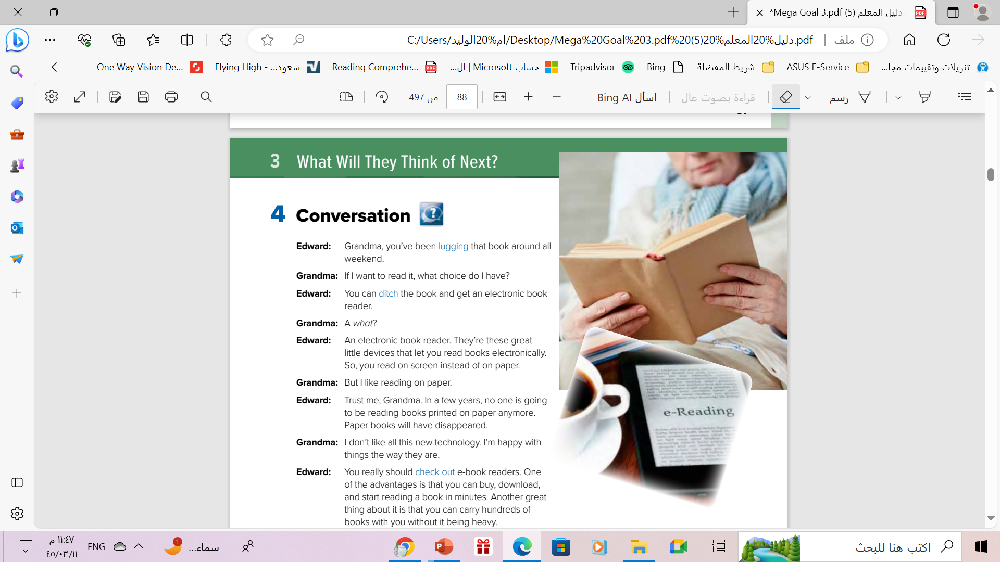 *Mega Goal 3.pdf (5) دليل المعلم.
C:/Users/ام%20الوليد/Desktop/Mega%20Goal%203.pdf%20(5)%20دليل%20المعلم.pdf
ملف
One Way Vision De...
Flying High - سعود...
Reading Comprehe...
حساب Microsoft | ال...
Tripadvisor
Bing
شريط المفضلة
ASUS E-Service
تنزيلات وتقييمات مجا...
من 497
88
اسأل Bing AI
قراءة بصوت عالٍ
رسم
3 What Will They Think of Next?
4 Conversation
Edward: Grandma, you’ve been lugging that book around all
weekend.
Grandma: If I want to read it, what choice do I have?
Edward: You can ditch the book and get an electronic book
reader.
Grandma: A what?
Edward: An electronic book reader. They’re these great
little devices that let you read books electronically.
So, you read on screen instead of on paper.
Grandma: But I like reading on paper.
Edward: Trust me, Grandma. In a few years, no one is going
to be reading books printed on paper anymore.
Paper books will have disappeared.
Grandma: I don’t like all this new technology. I’m happy with
things the way they are.
Edward: You really should check out e-book readers. One
of the advantages is that you can buy, download,
and start reading a book in minutes. Another great
thing about it is that you can carry hundreds of
books with you without it being heavy.
e-Reading
١١:٤٧ م
٤٥/٠٣/١١
ENG
1
سماء...
اكتب هنا للبحث